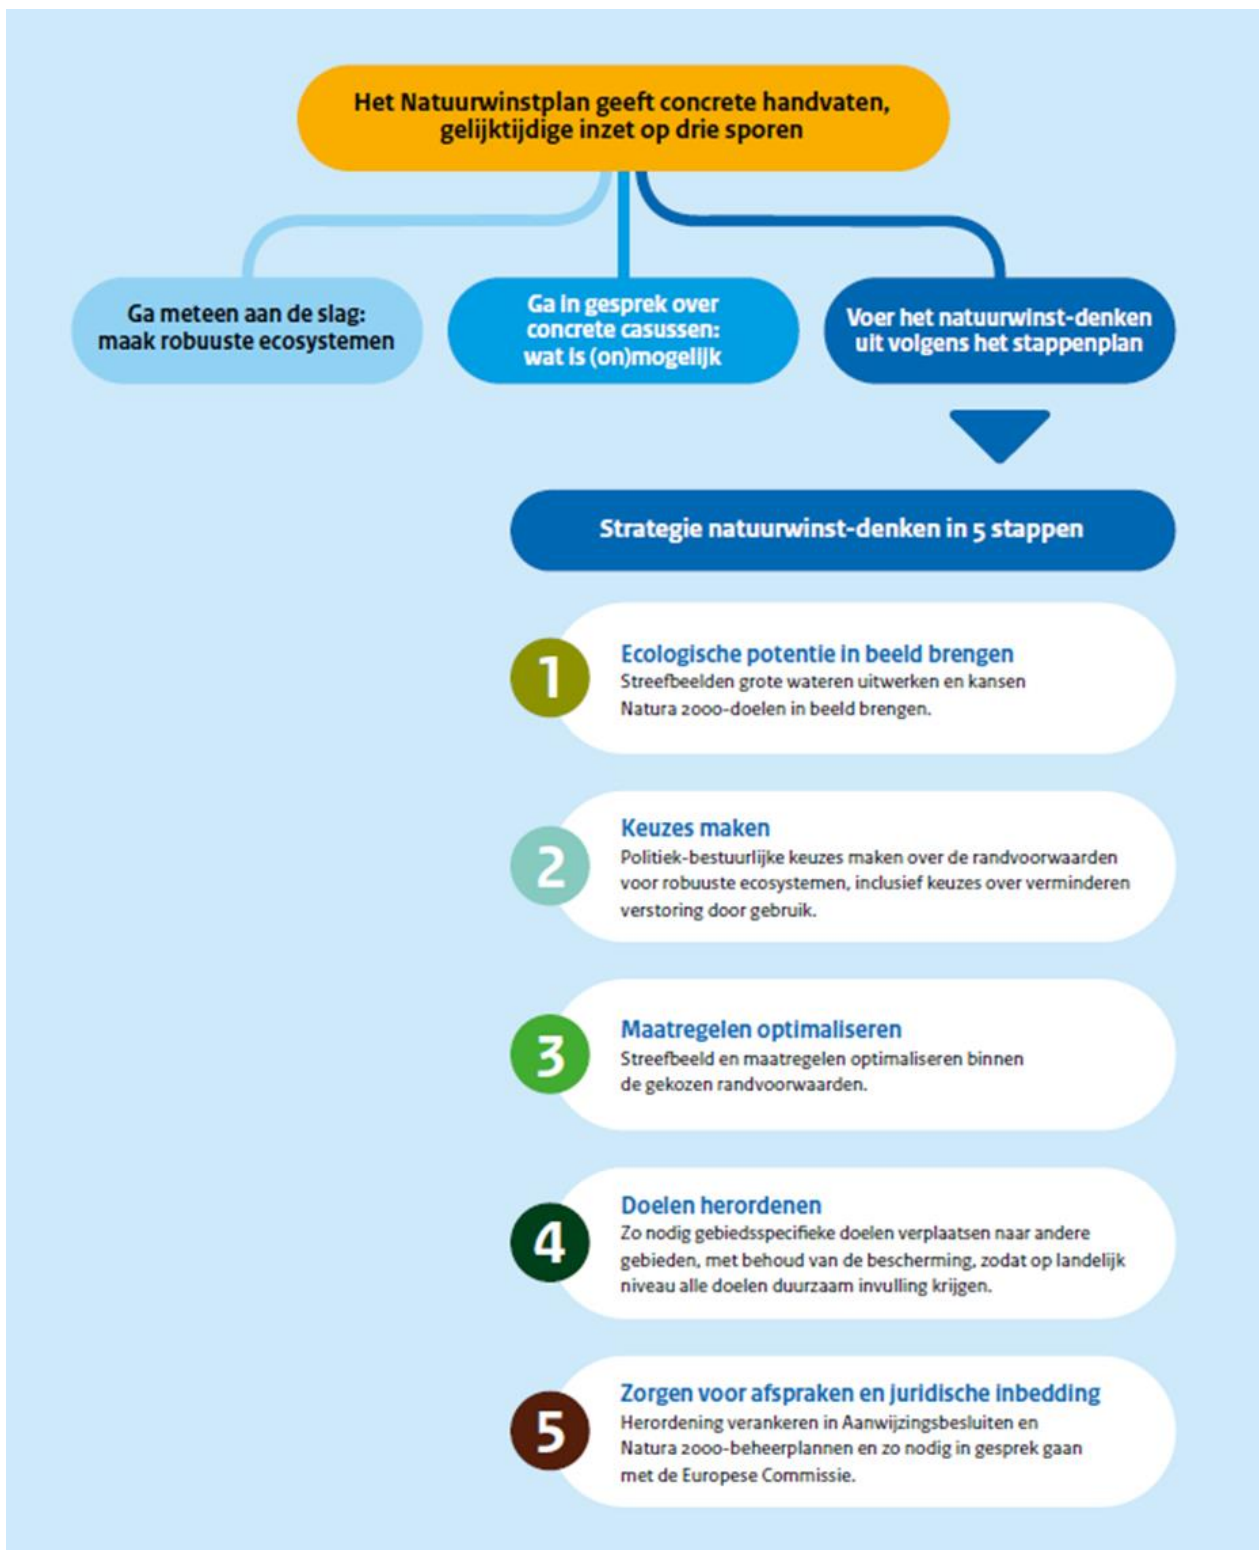 Het Natuurwinstplan geeft concrete handvaten,
gelijktijdige inzet op drie sporen
Ga meteen aan de slag:
maak robuuste ecosystemen
Ga in gesprek over
concrete casussen:
wat is (on)mogelijk
Voer het natuurwinst-denken
uit volgens het stappenplan
Strategie natuurwinst-denken in 5 stappen
1
Ecologische potentie in beeld brengen
Streefbeelden grote wateren uitwerken en kansen
Natura 2000-doelen in beeld brengen.
2
Keuzes maken
Politiek-bestuurlijke keuzes maken over de randvoorwaarden
voor robuuste ecosystemen, inclusief keuzes over verminderen
verstoring door gebruik.
3
Maatregelen optimaliseren
Streefbeeld en maatregelen optimaliseren binnen
de gekozen randvoorwaarden.
4
Doelen herordenen
Zo nodig gebiedsspecifieke doelen verplaatsen naar andere
gebieden, met behoud van de bescherming, zodat op landelijk
niveau alle doelen duurzaam invulling krijgen.
5
Zorgen voor afspraken en juridische inbedding
Herordening verankeren in Aanwijzingsbesluiten en
Natura 2000-beheerplannen en zo nodig in gesprek gaan
met de Europese Commissie.